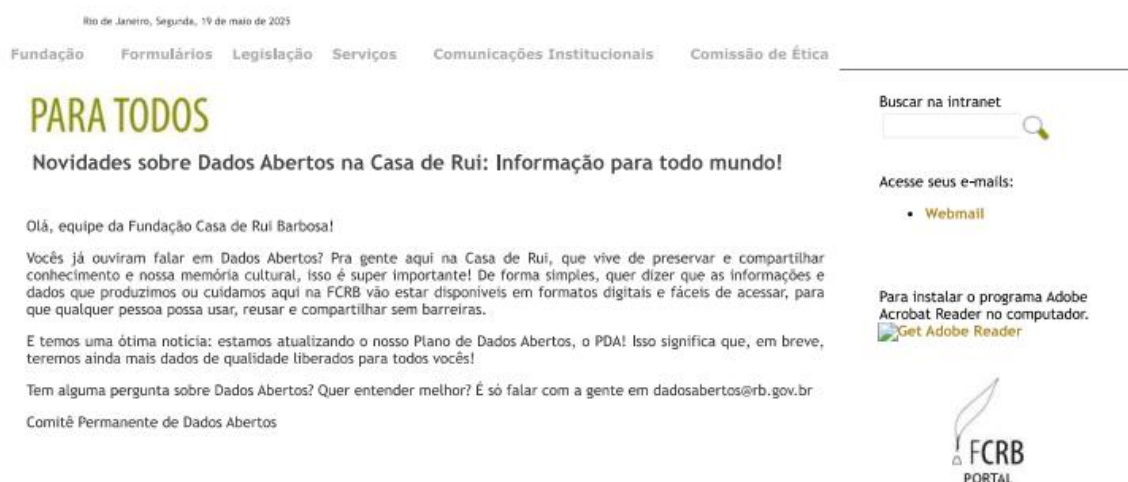 Rio de Janeiro, Segunda, 19 de maio de 2025
Fundação Formulários Legislação Serviços Comunicações Institucionais Comissão de Ética
PARA TODOS
Novidades sobre Dados Abertos na Casa de Rui: Informação para todo mundo!
Olá, equipe da Fundação Casa de Rui Barbosa!
Vocês já ouviram falar em Dados Abertos? Pra gente aqui na Casa de Rui, que vive de preservar e compartilhar
conhecimento e nossa memória cultural, isso é super importante! De forma simples, quer dizer que as informações e
dados que produzimos ou cuidamos aqui na FCRB vão estar disponíveis em formatos digitais e fáceis de acessar, para
que qualquer pessoa possa usar, reusar e compartilhar sem barreiras.
E temos uma ótima notícia: estamos atualizando o nosso Plano de Dados Abertos, o PDA! Isso significa que, em breve,
teremos ainda mais dados de qualidade liberados para todos vocês!
Tem alguma pergunta sobre Dados Abertos? Quer entender melhor? É só falar com a gente em dadosabertos@rb.gov.br
Comitê Permanente de Dados Abertos
Buscar na intranet
Acesse seus e-mails:
• Webmail
Para instalar o programa Adobe
Acrobat Reader no computador.
Get Adobe Reader
FCRB
PORTAL